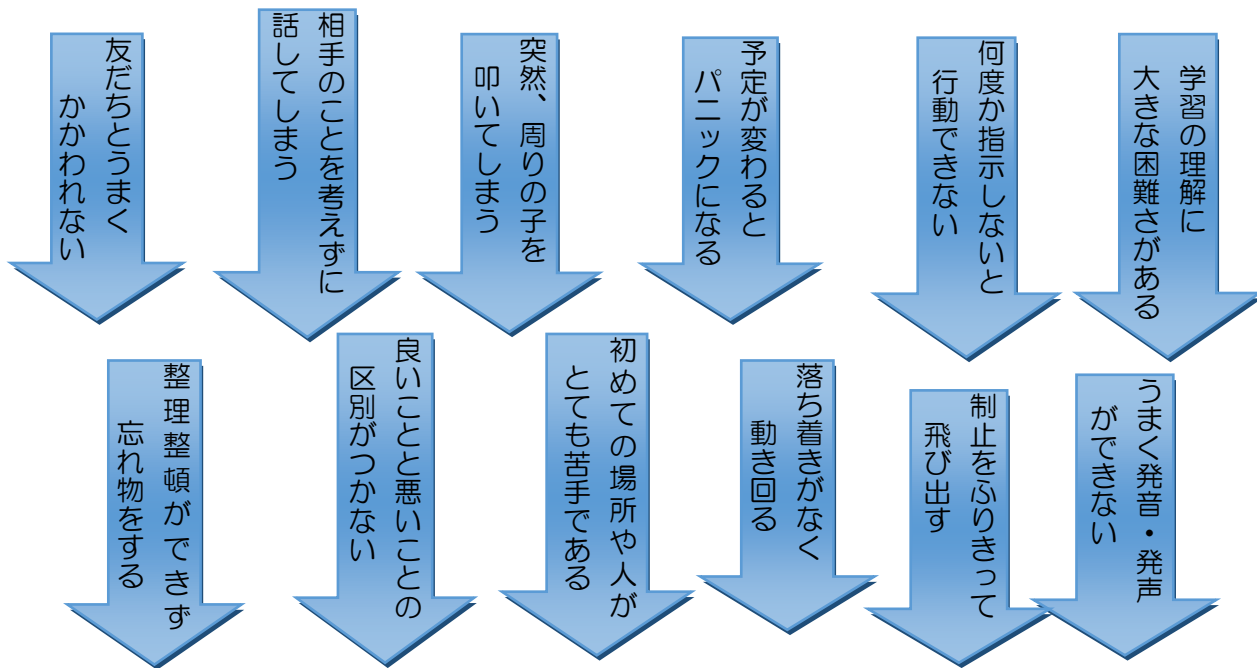 学習の理解に
大きな困難さがある
何度か指示しないと
行動できない
予定が変わると
パニックになる
突然、周りの子を
叩いてしまう
相手のことを考えずに
話してしまう
友だちとうまく
かかわれない
うまく発音・発声
ができない
制止をふりきって
飛び出す
落ち着きがなく
動き回る
初めての場所や人が
とても苦手である
良いことと悪いことの
区別がつかない
整理整頓ができず
忘れ物をする